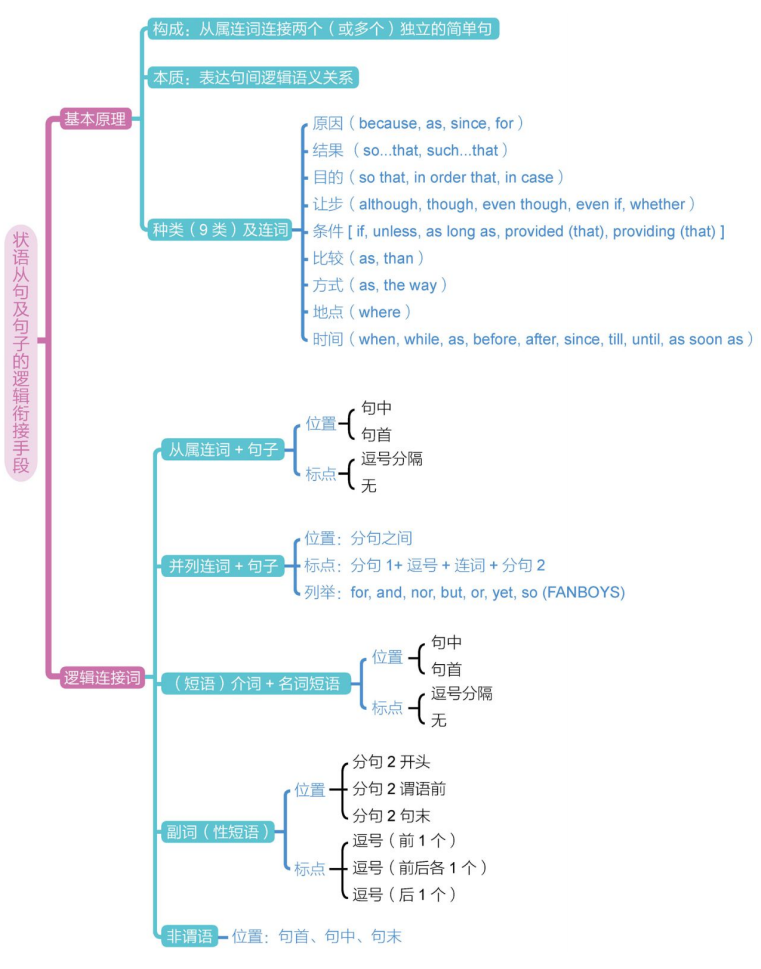 状语从句及句子的逻辑衔接手段
基本原理
构成：从属连词连接两个（或多个）独立的简单句
本质：表达句间逻辑语义关系
种类（9 类）及连词
原因（because, as, since, for）
结果（so...that, such...that）
目的（so that, in order that, in case）
让步（although, though, even though, even if, whether）
条件 [ if, unless, as long as, provided (that), providing (that) ]
比较（as, than）
方式（as, the way）
地点（where）
时间（when, while, as, before, after, since, till, until, as soon as）
逻辑连接词
从属连词 + 句子
位置
句中
句首
标点
逗号分隔
无
并列连词 + 句子
位置：分句之间
标点：分句 1+ 逗号 + 连词 + 分句 2
列举：for, and, nor, but, or, yet, so (FANBOYS)
（短语）介词 + 名词短语
位置
句中
句首
标点
逗号分隔
无
副词（性短语）
位置
分句 2 开头
分句 2 谓语前
分句 2 句末
标点
逗号（前 1 个）
逗号（前后各 1 个）
逗号（后 1 个）
非谓语
位置：句首、句中、句末